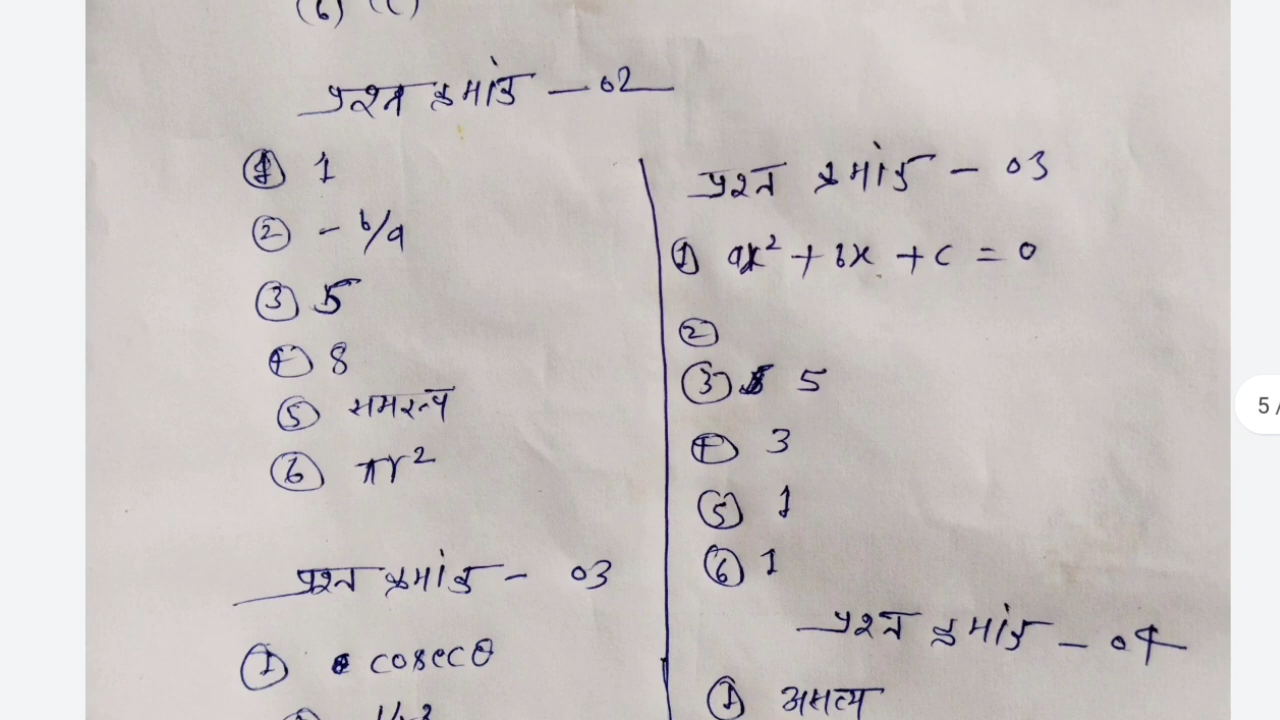 (6) (C)
प्रश्न क्रमांक - 02
① 1
② - b/a
③ 5
④ 8
⑤ समरूप
⑥ πr²
प्रश्न क्रमांक - 03
① cosecθ
प्रश्न क्रमांक - 03
① ax² + bx + c = 0
②
③ 5
④ 3
⑤ 1
⑥ 1
प्रश्न क्रमांक - 04
① असत्य
5/